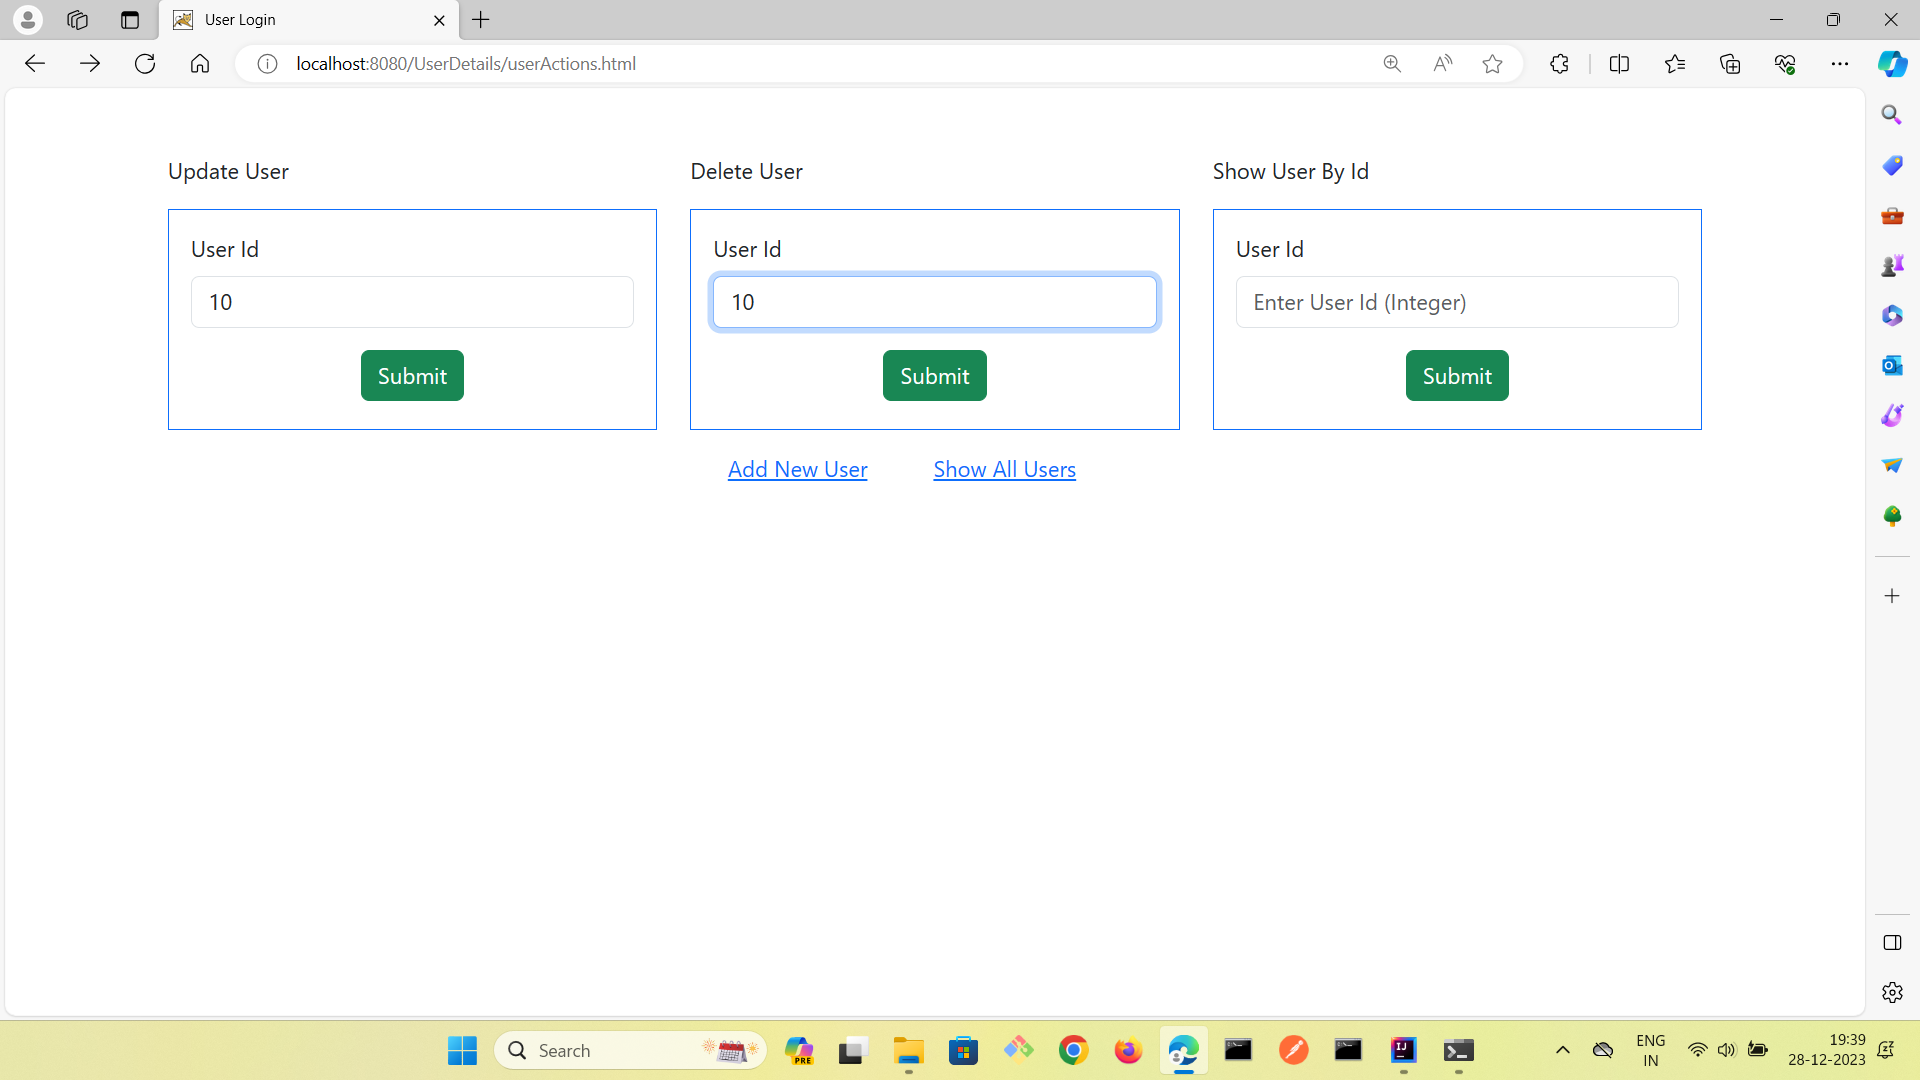 User Login
localhost:8080/UserDetails/userActions.html
Update User
Delete User
Show User By Id
User Id
User Id
User Id
10
10
Enter User Id (Integer)
Submit
Submit
Submit
Add New User
Show All Users
Search
PRE
ENG
IN
19:39
28-12-2023